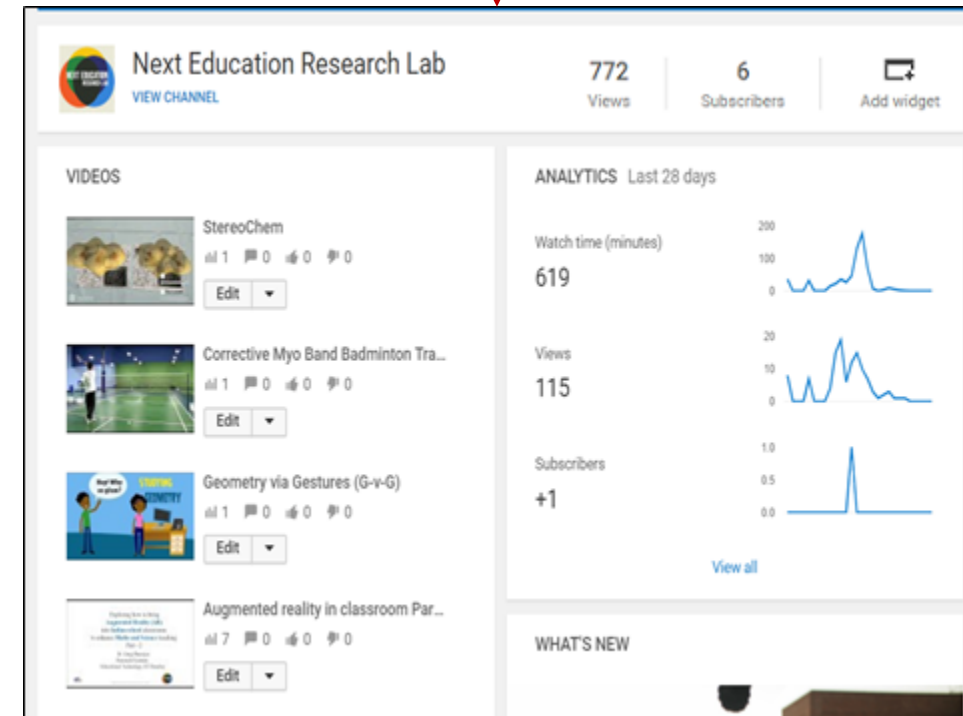 Next Education Research Lab
VIEW CHANNEL
772
Views
6
Subscribers
Add widget
VIDEOS
StereoChem
1 0 0 0
Edit
Corrective Myo Band Badminton Tra...
1 0 0 0
Edit
STUDYING
GEOMETRY
Geometry via Gestures (G-v-G)
1 0 0 0
Edit
Augmented reality in classroom Par...
7 0 0 0
Edit
ANALYTICS Last 28 days
Watch time (minutes)
619
200
100
0
Views
115
20
10
0
Subscribers
+1
1.0
0.5
0.0
View all
WHAT'S NEW